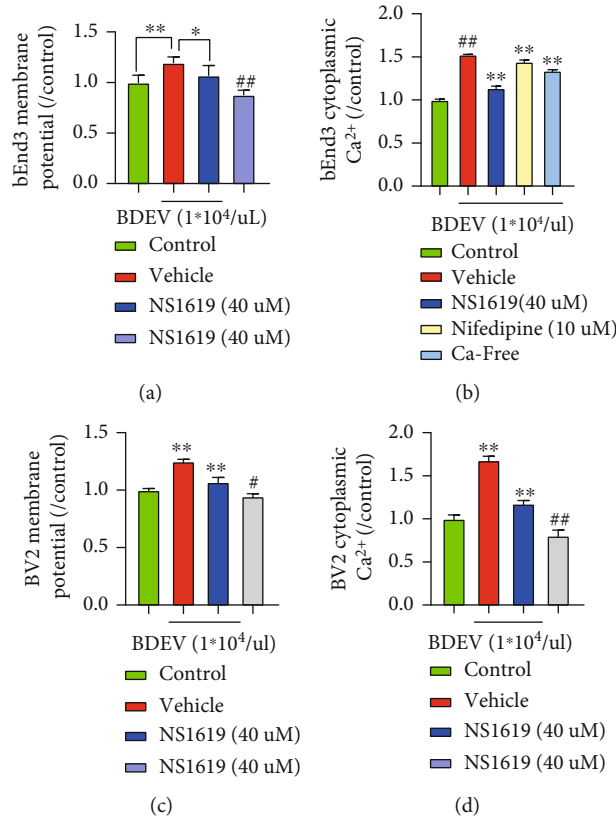 bEnd3 membrane
potential (/control)
1.5
1.0
0.5
0.0
**
*
##
BDEV (1*10⁴/uL)
Control
Vehicle
NS1619 (40 uM)
NS1619 (40 uM)
(a)
bEnd3 cytoplasmic
Ca²⁺ (/control)
2.0
1.5
1.0
0.5
0.0
##
**
**
**
BDEV (1*10⁴/ul)
Control
Vehicle
NS1619(40 uM)
Nifedipine (10 uM)
Ca-Free
(b)
BV2 membrane
potential (/control)
1.5
1.0
0.5
0.0
**
**
#
BDEV (1*10⁴/ul)
Control
Vehicle
NS1619 (40 uM)
NS1619 (40 uM)
(c)
BV2 cytoplasmic
Ca²⁺ (/control)
2.0
1.5
1.0
0.5
0.0
**
**
##
BDEV (1*10⁴/ul)
Control
Vehicle
NS1619 (40 uM)
NS1619 (40 uM)
(d)